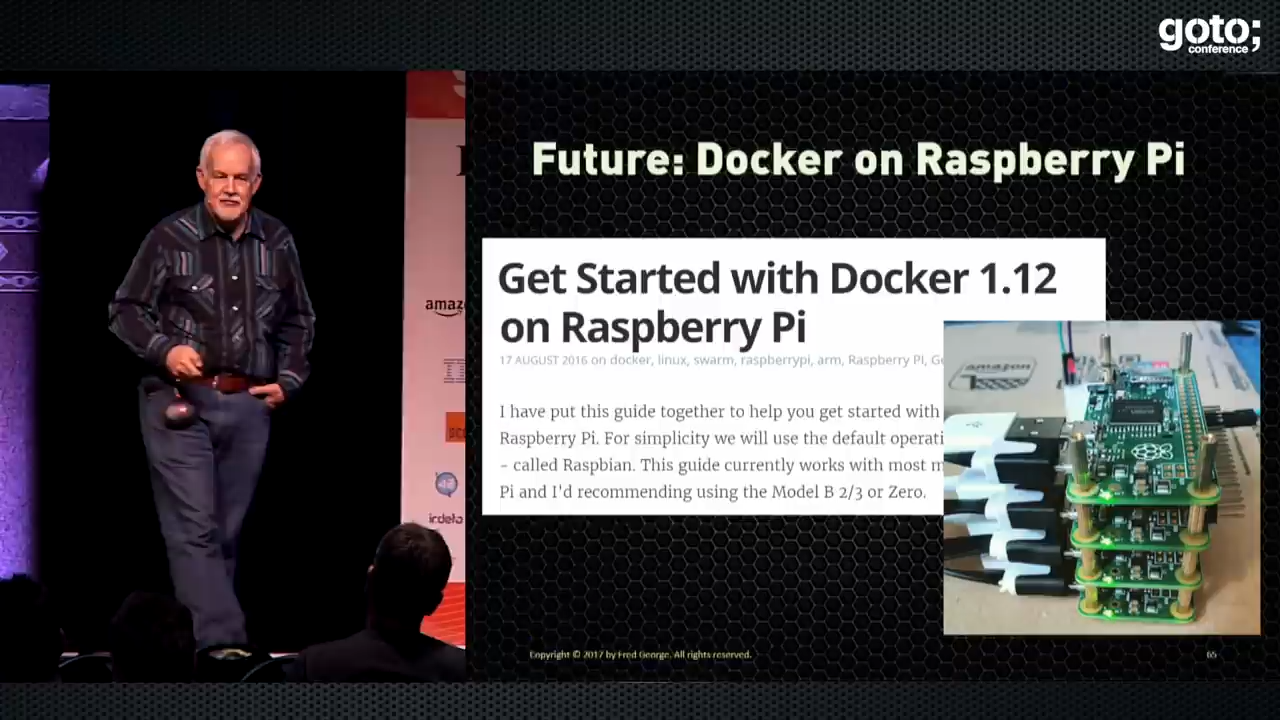 goto;
conference
Future: Docker on Raspberry Pi
Get Started with Docker 1.12
on Raspberry Pi
17 AUGUST 2016 on docker, linux, swarm, raspberrypi, arm, Raspberry Pi,
I have put this guide together to help you get started with
Raspberry Pi. For simplicity we will use the default
- called Raspbian. This guide currently works with most
Pi and I'd recommending using the Model B 2/3 or Zero.
amazon
irdeto
Copyright © 2017 by Fred George. All rights reserved.
65